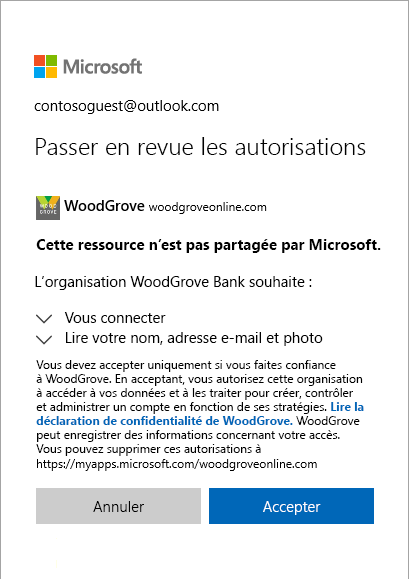 Microsoft
contosoguest@outlook.com
Passer en revue les autorisations
WOOD
GROVE
WoodGrove woodgroveonline.com
Cette ressource n’est pas partagée par Microsoft.
L’organisation WoodGrove Bank souhaite :
Vous connecter
Lire votre nom, adresse e-mail et photo
Vous devez accepter uniquement si vous faites confiance
à WoodGrove. En acceptant, vous autorisez cette organisation
à accéder à vos données et à les traiter pour créer, contrôler
et administrer un compte en fonction de ses stratégies. Lire la
déclaration de confidentialité de WoodGrove. WoodGrove
peut enregistrer des informations concernant votre accès.
Vous pouvez supprimer ces autorisations à
https://myapps.microsoft.com/woodgroveonline.com
Annuler
Accepter